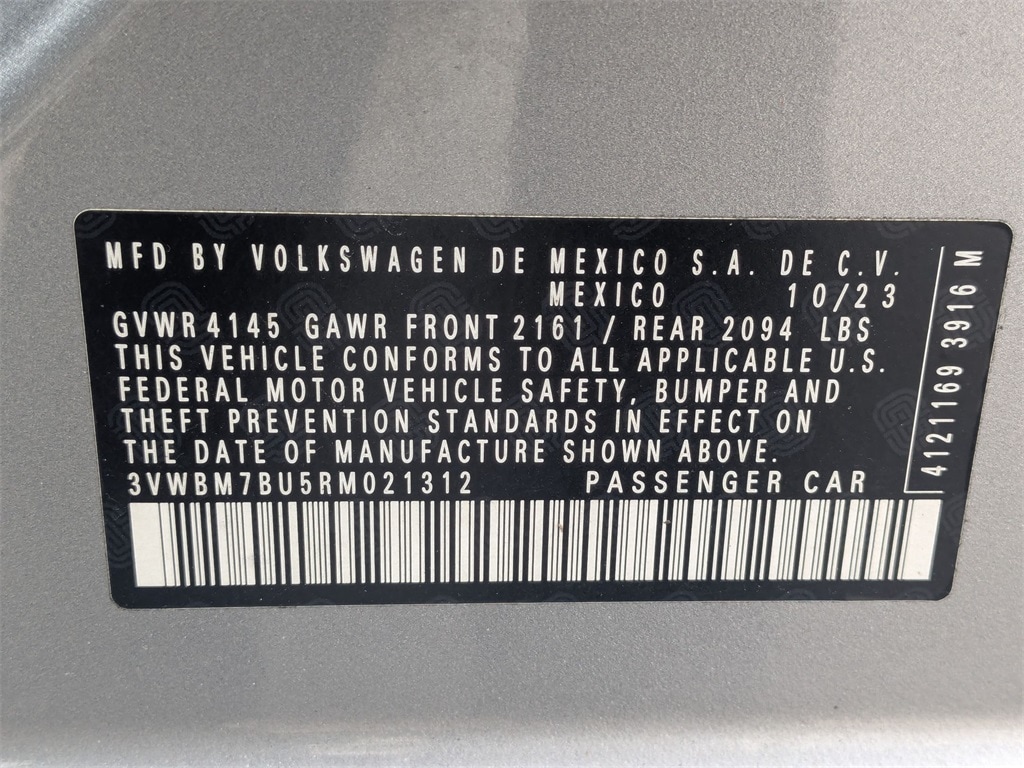 MFD BY VOLKSWAGEN DE MEXICO S.A. DE C.V.
MEXICO 10/23
GVWR 4145 GAWR FRONT 2161 / REAR 2094 LBS
THIS VEHICLE CONFORMS TO ALL APPLICABLE U.S.
FEDERAL MOTOR VEHICLE SAFETY, BUMPER AND
THEFT PREVENTION STANDARDS IN EFFECT ON
THE DATE OF MANUFACTURE SHOWN ABOVE.
3VWBM7BU5RM021312 PASSENGER CAR
4121169 3916 M